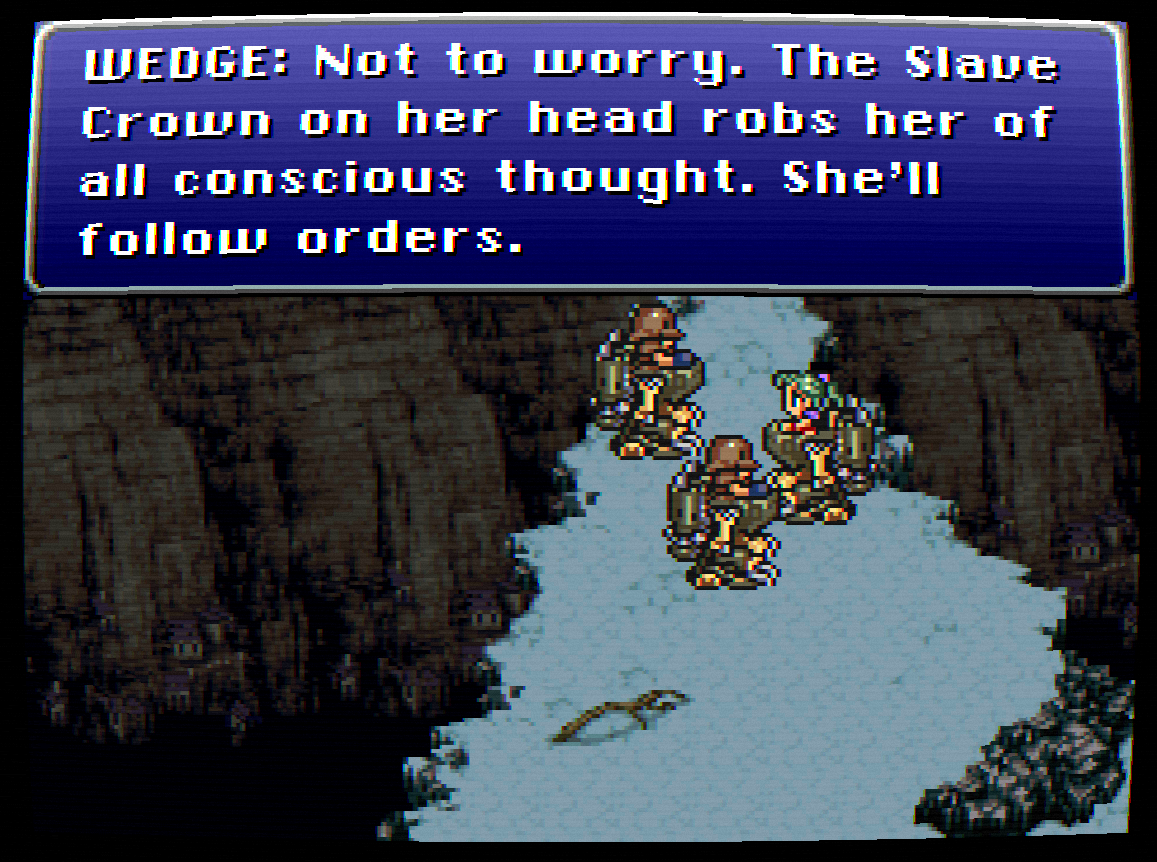 WEDGE: Not to worry. The Slave
Crown on her head robs her of
all conscious thought. She'll
follow orders.